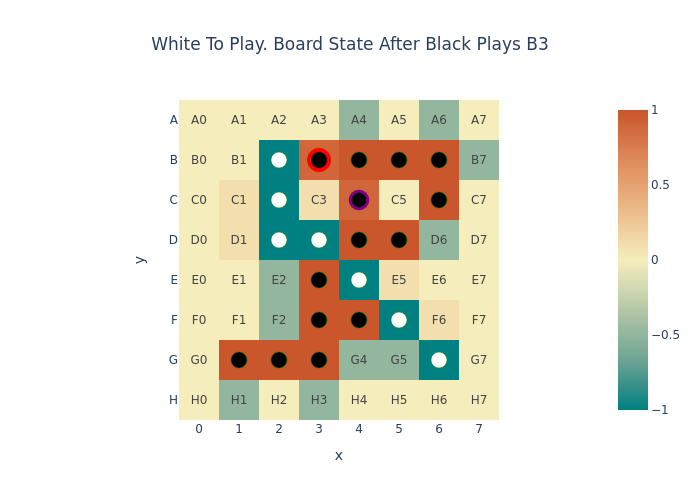 White To Play. Board State After Black Plays B3
A A0 A1 A2 A3 A4 A5 A6 A7
B B0 B1 B7
C C0 C1 C3 C5 C7
D D0 D1 D6 D7
E E0 E1 E2 E5 E6 E7
F F0 F1 F2 F6 F7
G G0 G4 G5 G7
H H0 H1 H2 H3 H4 H5 H6 H7
0 1 2 3 4 5 6 7
x
y
1
0.5
0
−0.5
−1